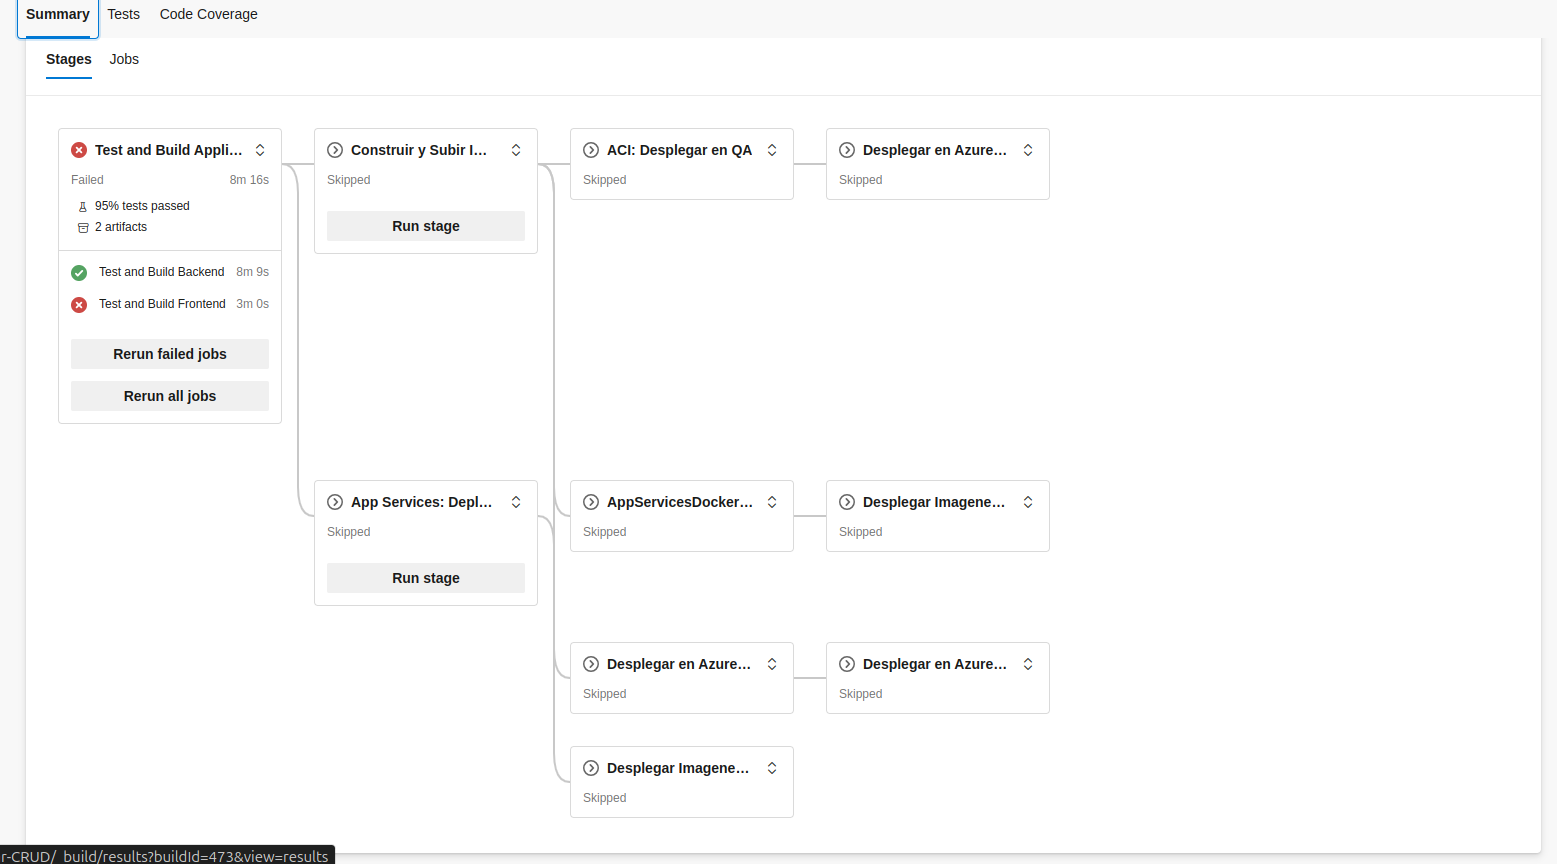 Summary Tests Code Coverage
Stages Jobs
Test and Build Appli...
Failed 8m 16s
95% tests passed
2 artifacts
Test and Build Backend 8m 9s
Test and Build Frontend 3m 0s
Rerun failed jobs
Rerun all jobs
Construir y Subir I...
Skipped
Run stage
ACI: Desplegar en QA
Skipped
Desplegar en Azure...
Skipped
App Services: Depl...
Skipped
Run stage
AppServicesDocker...
Skipped
Desplegar Imagene...
Skipped
Desplegar en Azure...
Skipped
Desplegar en Azure...
Skipped
Desplegar Imagene...
Skipped
r-CRUD/_build/results?buildId=473&view=results